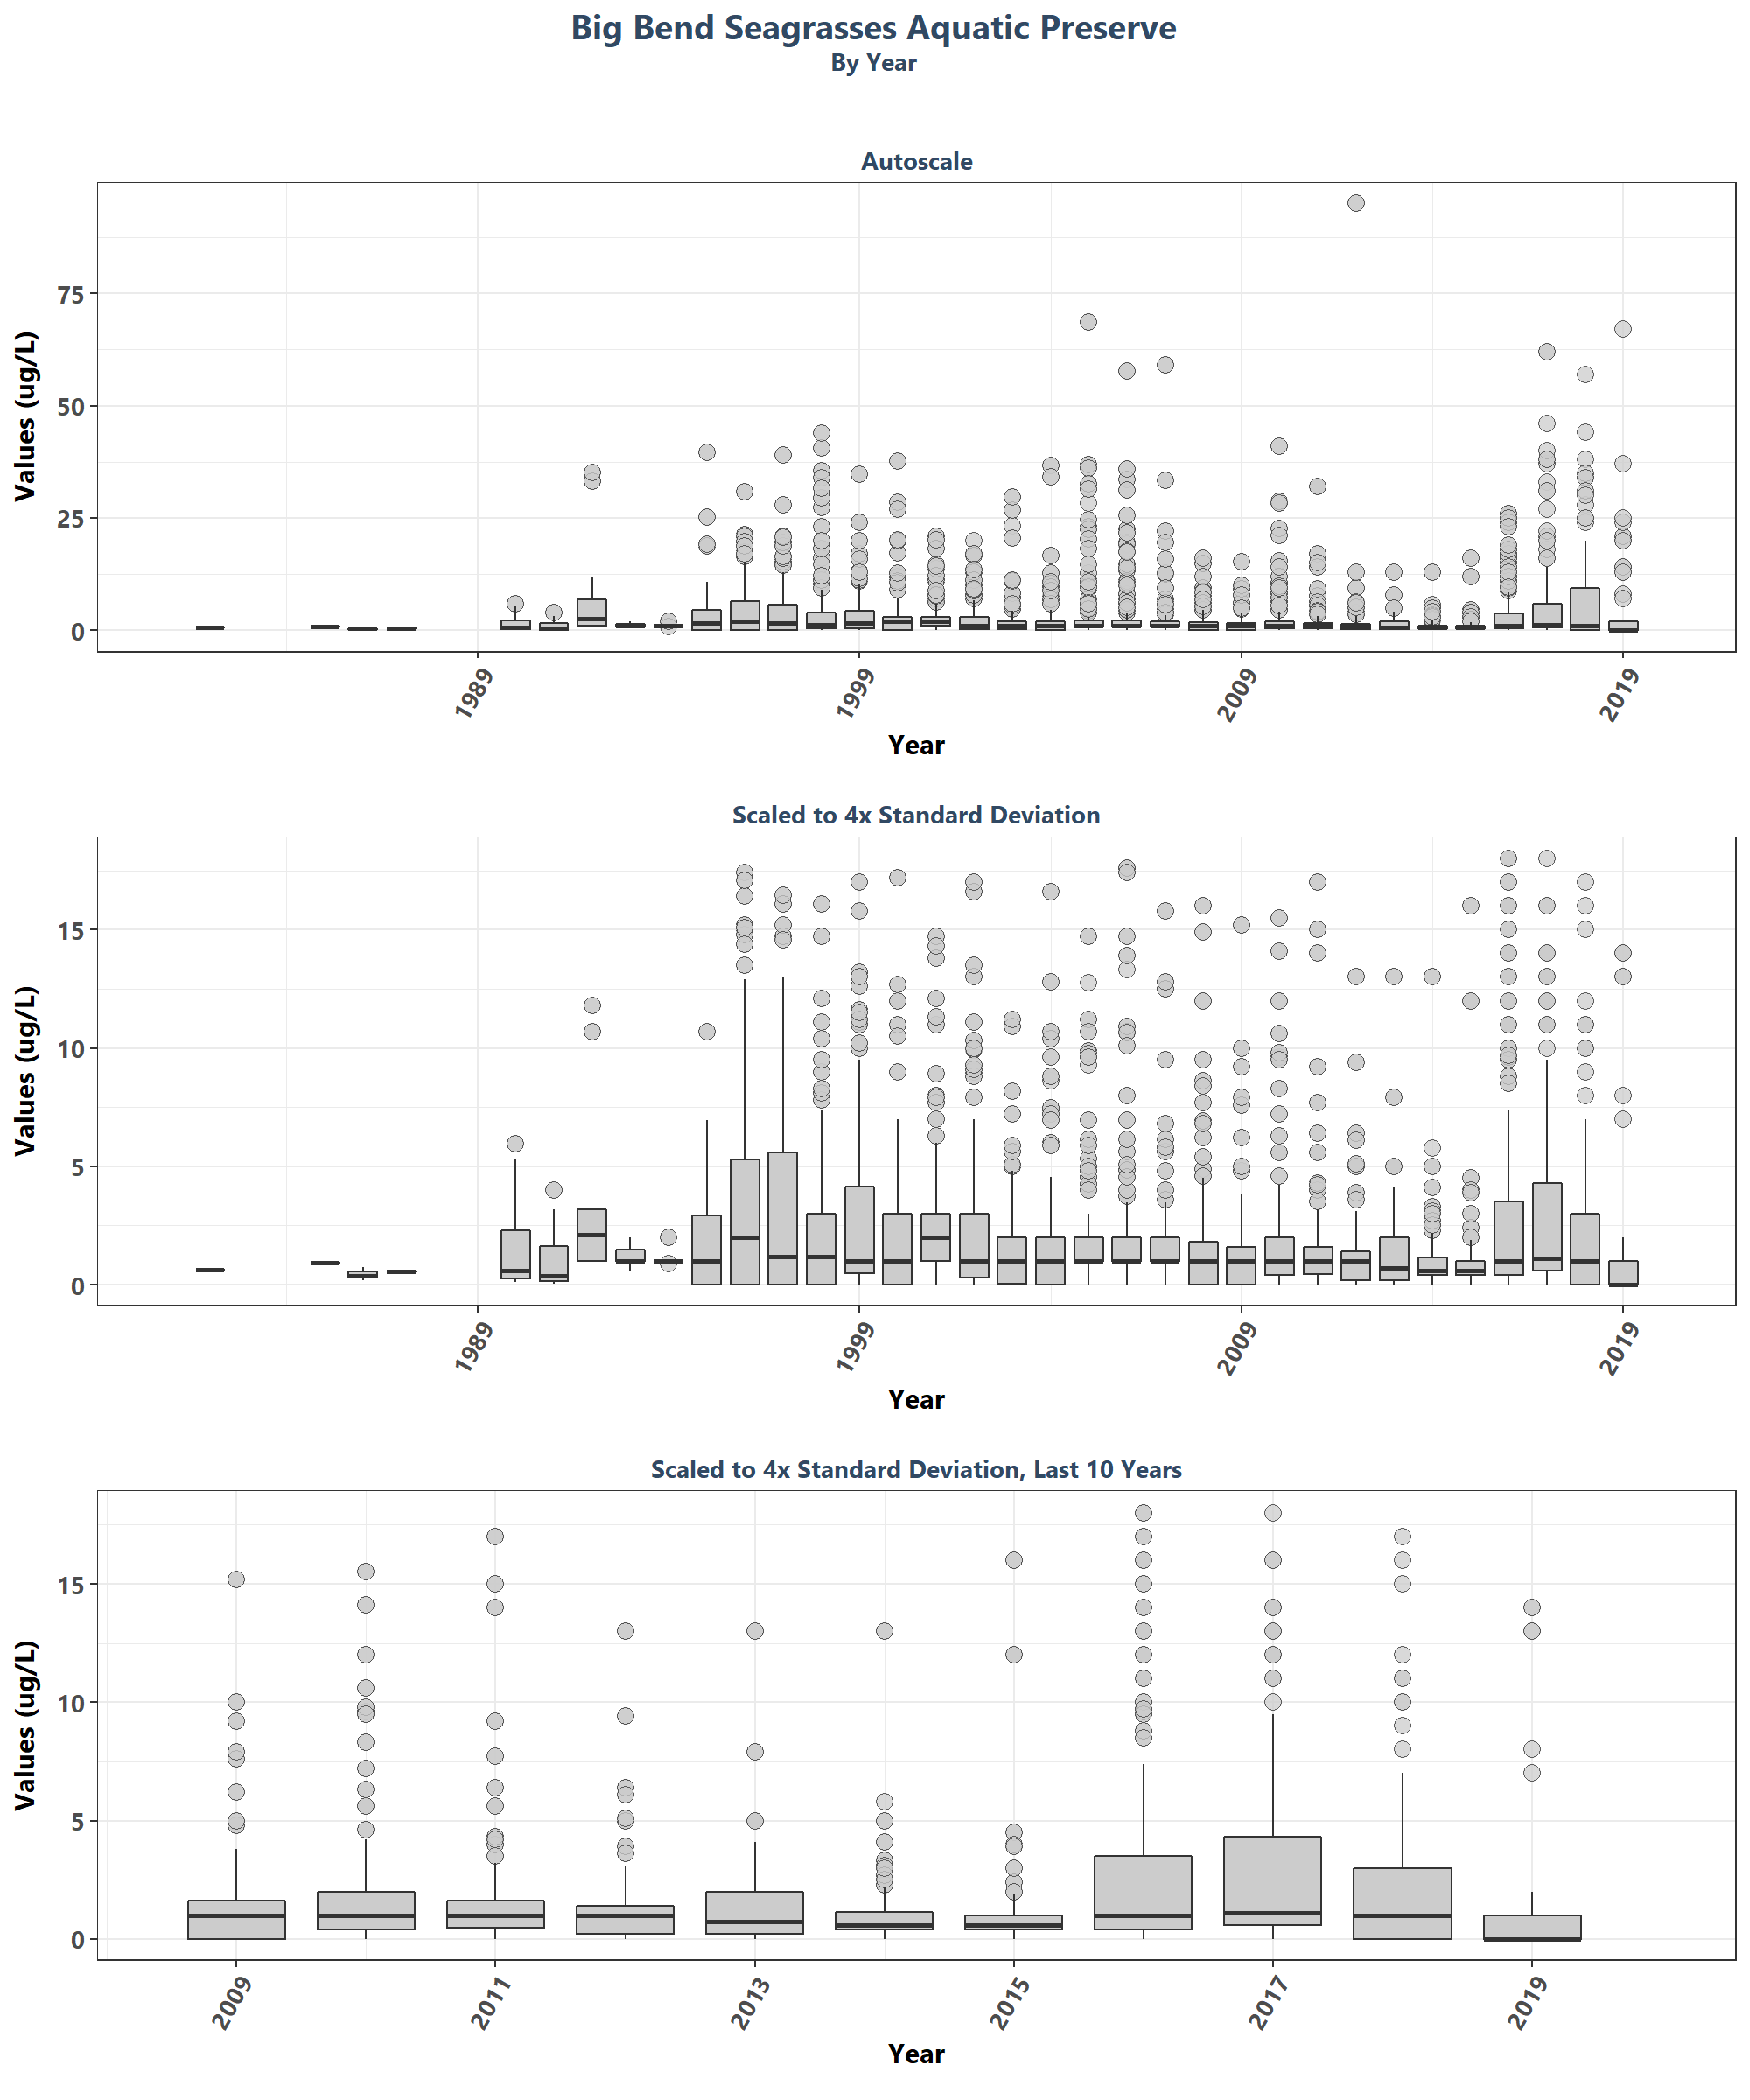 Big Bend Seagrasses Aquatic Preserve
By Year
Autoscale
Values (ug/L)
75
50
25
0
1989
1999
2009
2019
Year
Scaled to 4x Standard Deviation
Values (ug/L)
15
10
5
0
1989
1999
2009
2019
Year
Scaled to 4x Standard Deviation, Last 10 Years
Values (ug/L)
15
10
5
0
2009
2011
2013
2015
2017
2019
Year